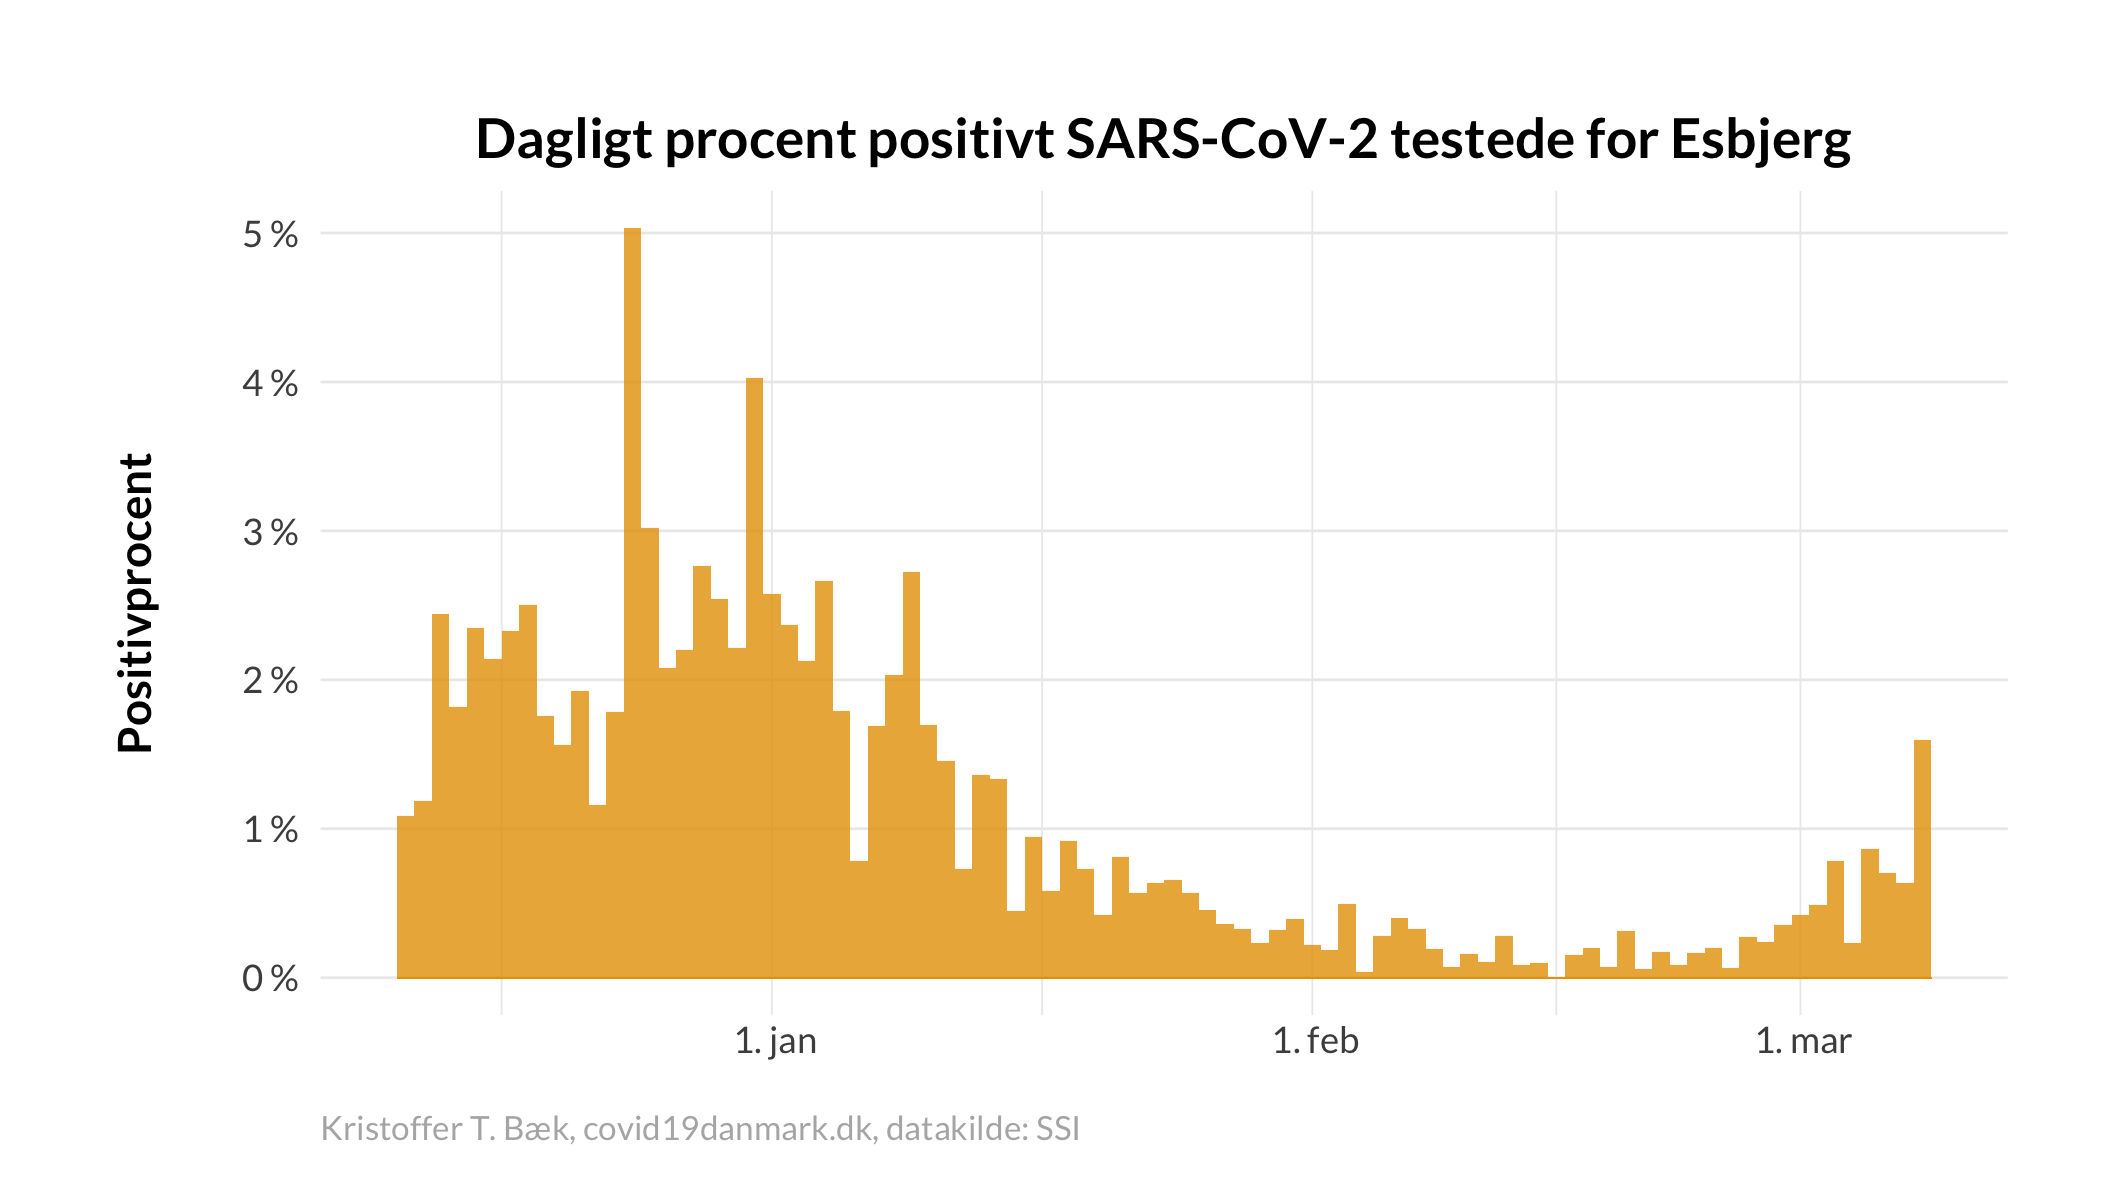 Dagligt procent positivt SARS-CoV-2 testede for Esbjerg
Positivprocent
5 %
4 %
3 %
2 %
1 %
0 %
1. jan
1. feb
1. mar
Kristoffer T. Bæk, covid19danmark.dk, datakilde: SSI